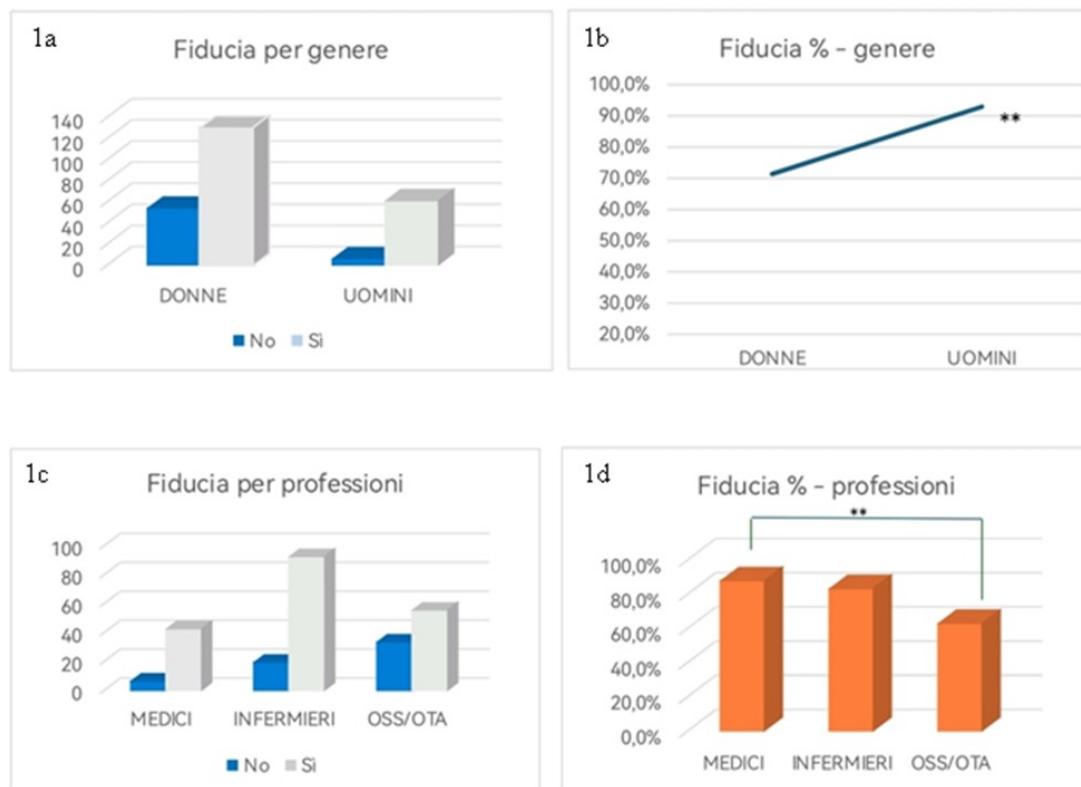 1a
Fiducia per genere
140
120
100
80
60
40
20
0
DONNE UOMINI
No Sì
1b
Fiducia % - genere
100,0%
90,0%
80,0%
70,0%
60,0%
50,0%
40,0%
30,0%
20,0%
**
DONNE UOMINI
1c
Fiducia per professioni
100
80
60
40
20
0
MEDICI INFERMIERI OSS/OTA
No Sì
1d
Fiducia % - professioni
**
100,0%
80,0%
60,0%
40,0%
20,0%
0,0%
MEDICI INFERMIERI OSS/OTA